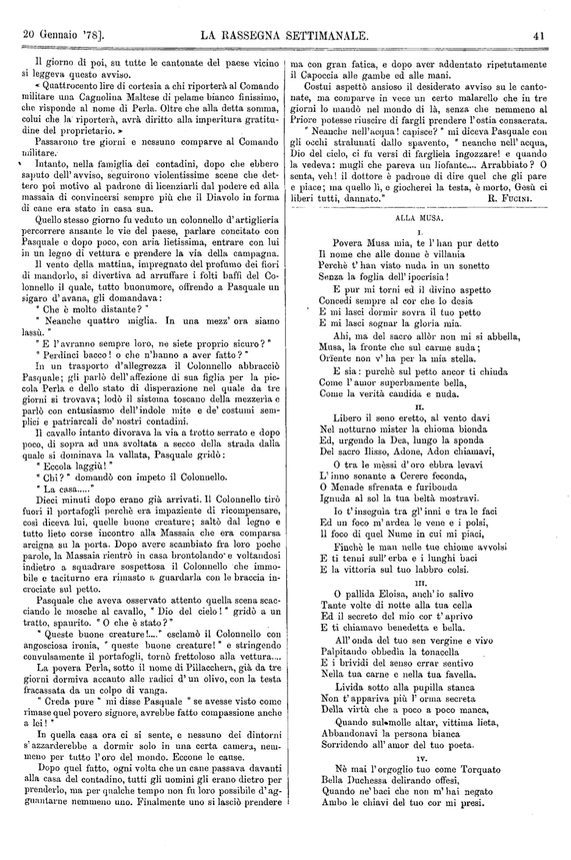 20 Gennaio '78].
LA RASSEGNA SETTIMANALE.
41
Il giorno di poi, su tutte le cantonate del paese vicino
si leggeva questo avviso.
« Quattrocento lire di cortesia a chi riporterà al Comando
militare una Cagnolina Maltese di pelame bianco finissimo,
che risponde al nome di Perla. Oltre che alla detta somma,
colui che la riporterà, avrà diritto alla imperitura gratitu-
dine del proprietario. »
Passarono tre giorni e nessuno comparve al Comando
militare.
Intanto, nella famiglia dei contadini, dopo che ebbero
saputo dell'avviso, seguirono violentissime scene che det-
tero poi motivo al padrone di licenziarli dal podere ed alla
massaia di convincersi sempre più che il Diavolo in forma
di cane era stato in casa sua.
Quello stesso giorno fu veduto un colonnello d'artiglieria
percorrere ansante le vie del paese, parlare concitato con
Pasquale e dopo poco, con aria lietissima, entrare con lui
in un legno di vettura e prendere la via della campagna.
Il vento della mattina, impregnato del profumo dei fiori
di mandorlo, si divertiva ad arruffare i folti baffi del Co-
lonnello il quale, tutto buonumore, offrendo a Pasquale un
sigaro d'avana, gli domandava:
" Che è molto distante? "
" Neanche quattro miglia. In una mezz' ora siamo
lassù. "
" E l'avranno sempre loro, ne siete proprio sicuro? "
" Perdinci bacco! o che n'hanno a aver fatto? "
In un trasporto d'allegrezza il Colonnello abbracciò
Pasquale; gli parlò dell'affezione di sua figlia per la pic-
cola Perla e dello stato di disperazione nel quale da tre
giorni si trovava; lodò il sistema toscano della mezzeria e
parlò con entusiasmo dell'indole mite e de' costumi sem-
plici e patriarcali de' nostri contadini.
Il cavallo intanto divorava la via a trotto serrato e dopo
poco, di sopra ad una svoltata a secco della strada dalla
quale si dominava la vallata, Pasquale gridò:
" Eccola laggiù! "
" Chi? " domandò con impeto il Colonnello.
" La casa..... "
Dieci minuti dopo erano già arrivati. Il Colonnello tirò
fuori il portafogli perchè era impaziente di ricompensare,
così diceva lui, quelle buone creature; saltò dal legno e
tutto lieto corse incontro alla Massaia che era comparsa
arcigna su la porta. Dopo avere scambiato fra loro poche
parole, la Massaia rientrò in casa brontolando e voltandosi
indietro a squadrare sospettosa il Colonnello che immo-
bile e taciturno era rimasto a guardarla con le braccia in-
crociate sul petto.
Pasquale che aveva osservato attento quella scena scac-
ciando le mosche al cavallo, " Dio del cielo! " gridò a un
tratto, spaurito. " O che è stato? "
" Queste buone creature!.... " esclamò il Colonnello con
angosciosa ironia, " queste buone creature! " e stringendo
convulsamente il portafogli, tornò frettoloso alla vettura....
La povera Perla, sotto il nome di Pillacchera, già da tre
giorni dormiva accanto alle radici d' un olivo, con la testa
fracassata da un colpo di vanga.
" Creda pure " mi disse Pasquale " se avesse visto come
rimase quel povero signore, avrebbe fatto compassione anche
a lei! "
In quella casa ora ci si sente, e nessuno dei dintorni
s'azzarderebbe a dormir solo in una certa camera, nem-
meno per tutto l'oro del mondo. Eccone le cause.
Dopo quel fatto, ogni volta che un cane passava davanti
alla casa del contadino, tutti gli uomini gli erano dietro per
prenderlo, ma per qualche tempo non fu loro possibile d'ag-
guantarne nemmeno uno. Finalmente uno si lasciò prendere
ma con gran fatica, e dopo aver addentato ripetutamente
il Capoccia alle gambe ed alle mani.
Costui aspettò ansioso il desiderato avviso su le canto-
nate, ma comparve in vece un certo malarello che in tre
giorni lo mandò nel mondo di là, senza che nemmeno al
Priore potesse riuscire di fargli prendere l'ostia consacrata.
" Neanche nell'acqua! capisce? " mi diceva Pasquale con
gli occhi stralunati dallo spavento, " neanche nell'acqua,
Dio del cielo, ci fu versi di fargliela ingozzare! e quando
la vedeva: mugli che pareva un liofante.... Arrabbiato? O
senta, veh! il dottore è padrone di dire quel che gli pare
e piace; ma quello lì, e giocherei la testa, è morto, Gesù ci
liberi tutti, dannato. "
R. FUCINI.
ALLA MUSA.
I.
Povera Musa mia, te l' han pur detto
Il nome che alle donne è villania
Perchè t' han visto nuda in un sonetto
Senza la foglia dell' ipocrisia!
E pur mi torni ed il divino aspetto
Concedi sempre al cor che lo desia
E mi lasci dormir sovra il tuo petto
E mi lasci sognar la gloria mia.
Ahi, ma del sacro allòr non mi si abbella,
Musa, la fronte che sul carme suda;
Oriente non v' ha per la mia stella.
E sia: purchè sul petto ancor ti chiuda
Come l'amor superbamente bella,
Come la verità candida e nuda.
II.
Libero il seno eretto, al vento davi
Nel notturno mister la chioma bionda
Ed, urgendo la Dea, lungo la sponda
Del sacro Ilisso, Adone, Adon chiamavi,
O tra le mèssi d' oro ebbra levavi
L' inno sonante a Cerere feconda,
O Menade sfrenata e furibonda
Ignuda al sol la tua beltà mostravi.
Io t'inseguia tra gl' inni e tra le faci
Ed un foco m'ardea le vene e i polsi,
Il foco di quel Nume in cui mi piaci,
Finchè le man nelle tue chiome avvolsi
E ti tenni sull' erba e i lunghi baci
E la vittoria sul tuo labbro colsi.
III.
O pallida Eloisa, anch'io salivo
Tante volte di notte alla tua cella
Ed il secreto del mio cor t'aprivo
E ti chiamavo benedetta e bella.
All'onda del tuo sen vergine e vivo
Palpitando obbedìa la tonacella
E i brividi del senso errar sentivo
Nella tua carne e nella tua favella.
Livida sotto alla pupilla stanca
Non t' appariva più l' orma secreta
Della virtù che a poco a poco manca,
Quando sul molle altar, vittima lieta,
Abbandonavi la persona bianca
Sorridendo all' amor del tuo poeta.
IV.
Nè mai l'orgoglio tuo come Torquato
Bella Duchessa delirando offesi,
Quando ne' baci che non m' hai negato
Ambo le chiavi del tuo cor mi presi.